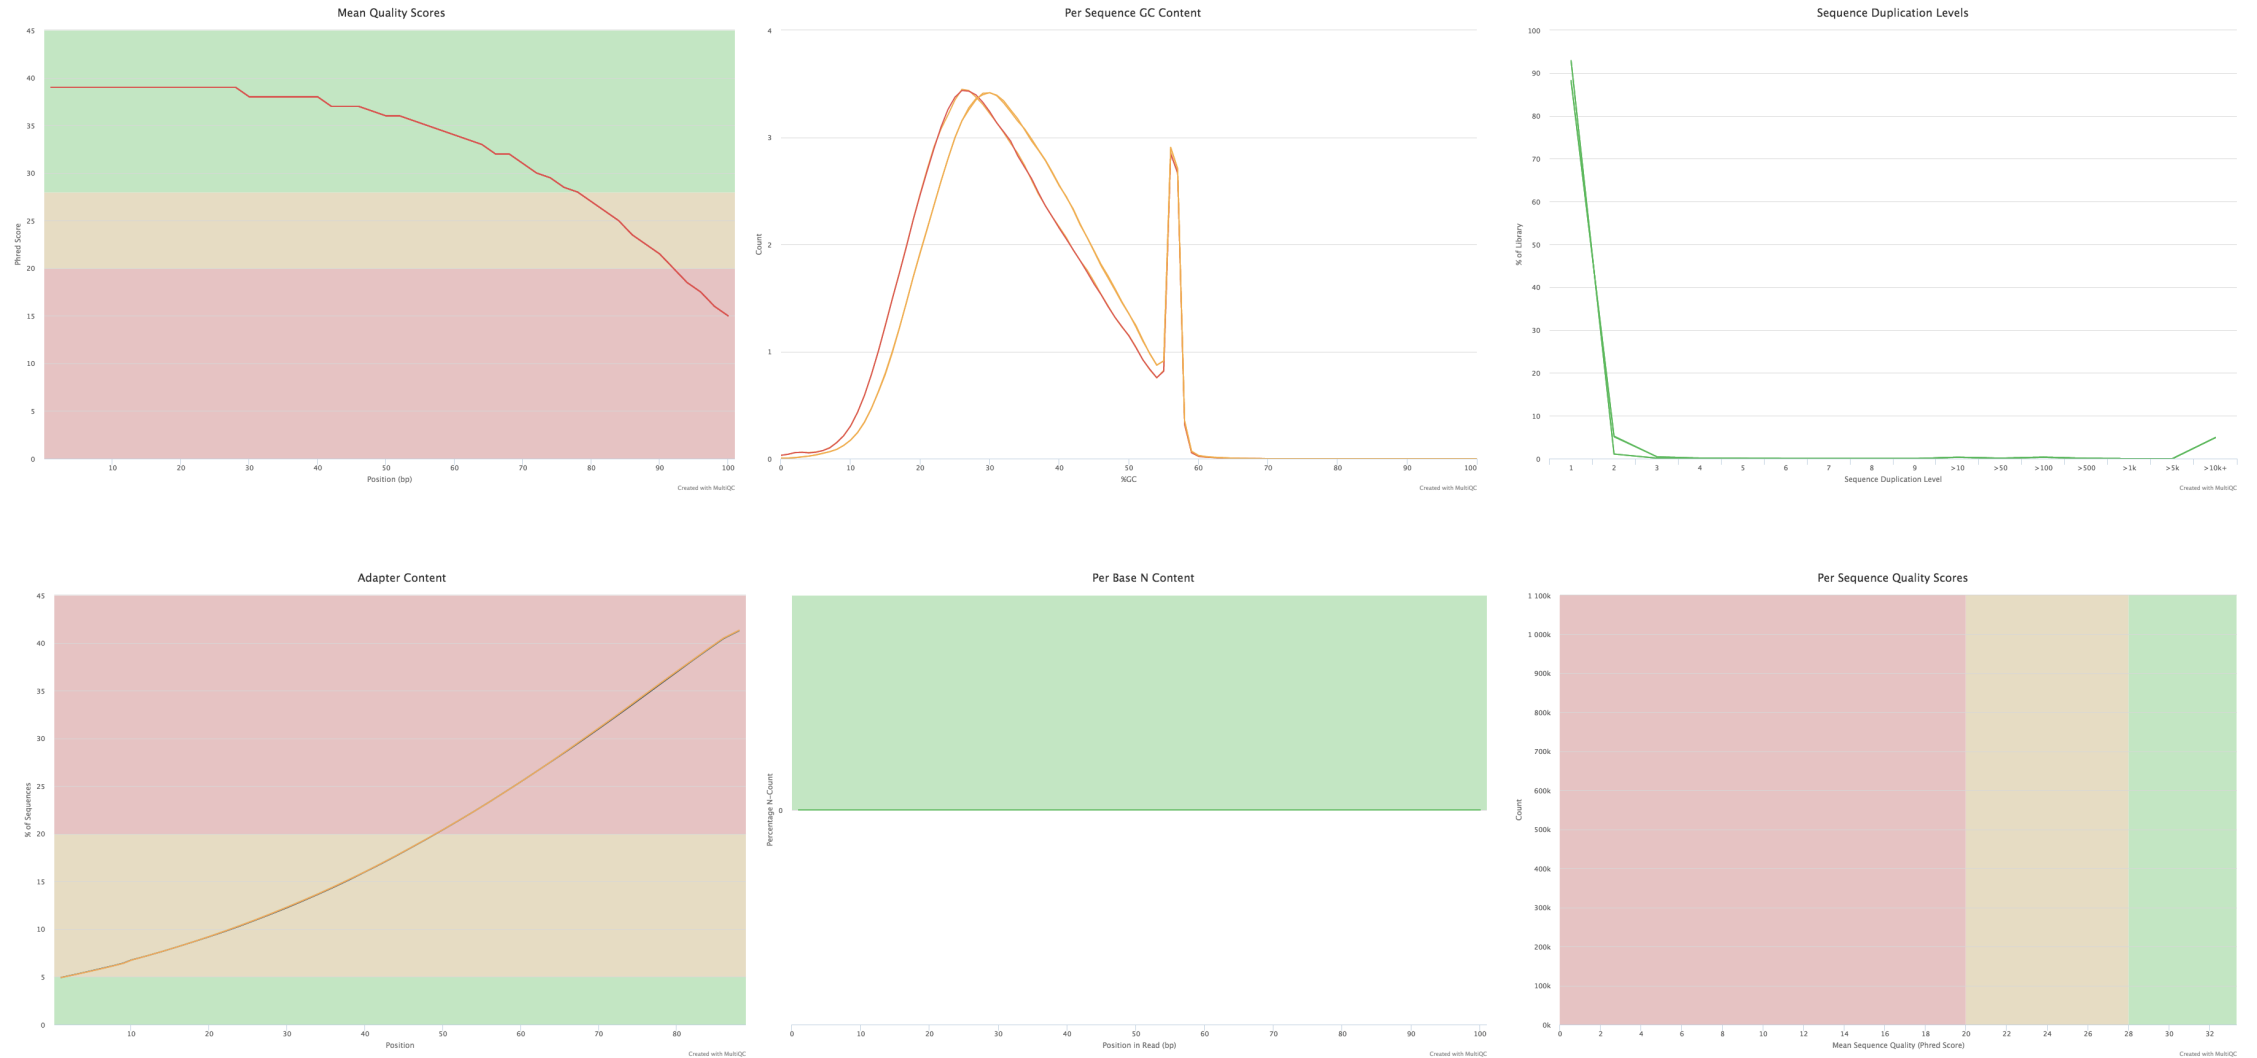 Mean Quality Scores
45
40
35
30
25
20
15
10
5
0
Phred Score
10 20 30 40 50 60 70 80 90 100
Position (bp)
Created with MultiQC
Per Sequence GC Content
4
3
2
1
0
Count
0 10 20 30 40 50 60 70 80 90 100
%GC
Created with MultiQC
Sequence Duplication Levels
100
90
80
70
60
50
40
30
20
10
0
% of Library
1 2 3 4 5 6 7 8 9 >10 >50 >100 >500 >1k >5k >10k+
Sequence Duplication Level
Created with MultiQC
Adapter Content
45
40
35
30
25
20
15
10
5
0
% of Sequences
10 20 30 40 50 60 70 80
Position
Created with MultiQC
Per Base N Content
0
Percentage N-Count
0 10 20 30 40 50 60 70 80 90 100
Position in Read (bp)
Created with MultiQC
Per Sequence Quality Scores
1 100k
1 000k
900k
800k
700k
600k
500k
400k
300k
200k
100k
0k
Count
0 2 4 6 8 10 12 14 16 18 20 22 24 26 28 30 32
Mean Sequence Quality (Phred Score)
Created with MultiQC